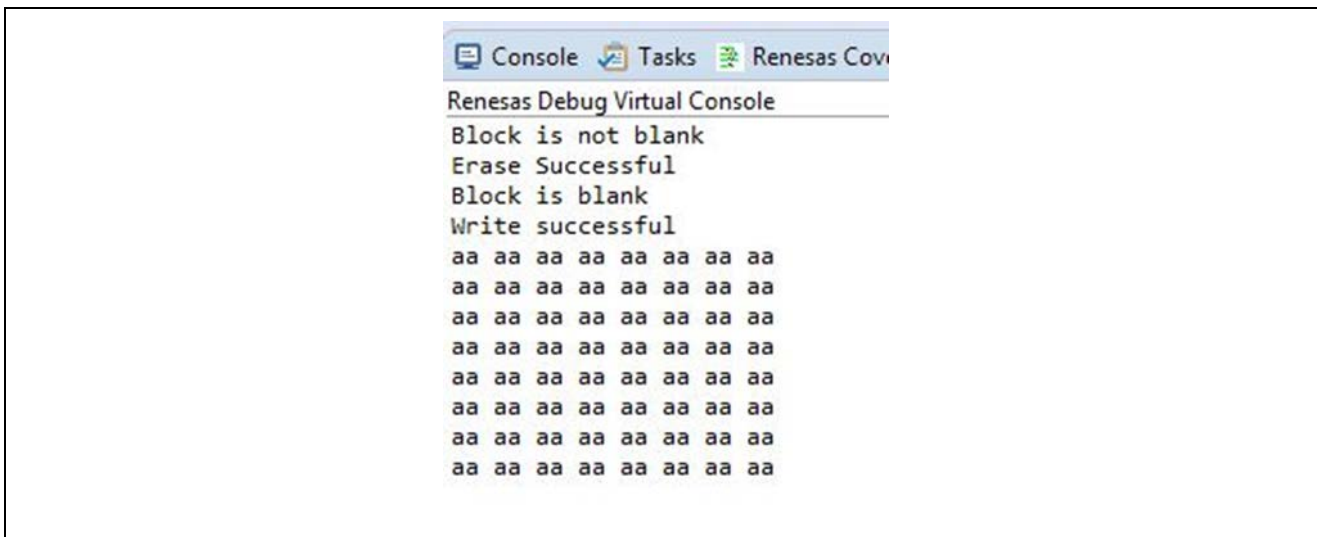 Console Tasks Renesas Cov
Renesas Debug Virtual Console
Block is not blank
Erase Successful
Block is blank
Write successful
aa aa aa aa aa aa aa aa
aa aa aa aa aa aa aa aa
aa aa aa aa aa aa aa aa
aa aa aa aa aa aa aa aa
aa aa aa aa aa aa aa aa
aa aa aa aa aa aa aa aa
aa aa aa aa aa aa aa aa
aa aa aa aa aa aa aa aa